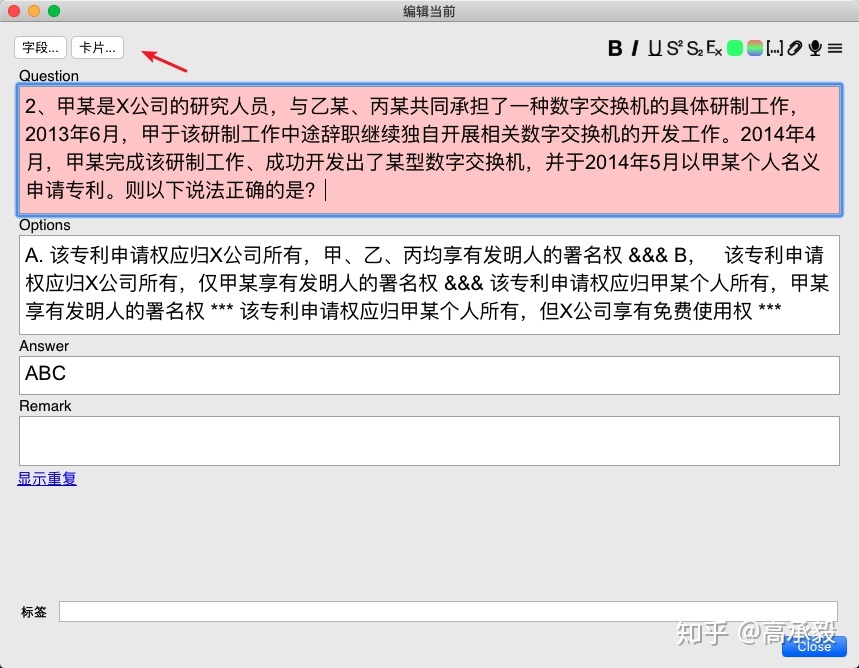 编辑当前
字段... 卡片... B I U S² S₂ Ex [...]
Question
2、甲某是X公司的研究人员，与乙某、丙某共同承担了一种数字交换机的具体研制工作，
2013年6月，甲于该研制工作中途辞职继续独自开展相关数字交换机的开发工作。2014年4
月，甲某完成该研制工作、成功开发出了某型数字交换机，并于2014年5月以甲某个人名义
申请专利。则以下说法正确的是？
Options
A. 该专利申请权应归X公司所有，甲、乙、丙均享有发明人的署名权 &&& B， 该专利申请
权应归X公司所有，仅甲某享有发明人的署名权 &&& 该专利申请权应归甲某个人所有，甲某
享有发明人的署名权 *** 该专利申请权应归甲某个人所有，但X公司享有免费使用权 ***
Answer
ABC
Remark
显示重复
标签
知乎 @高承毅
Close